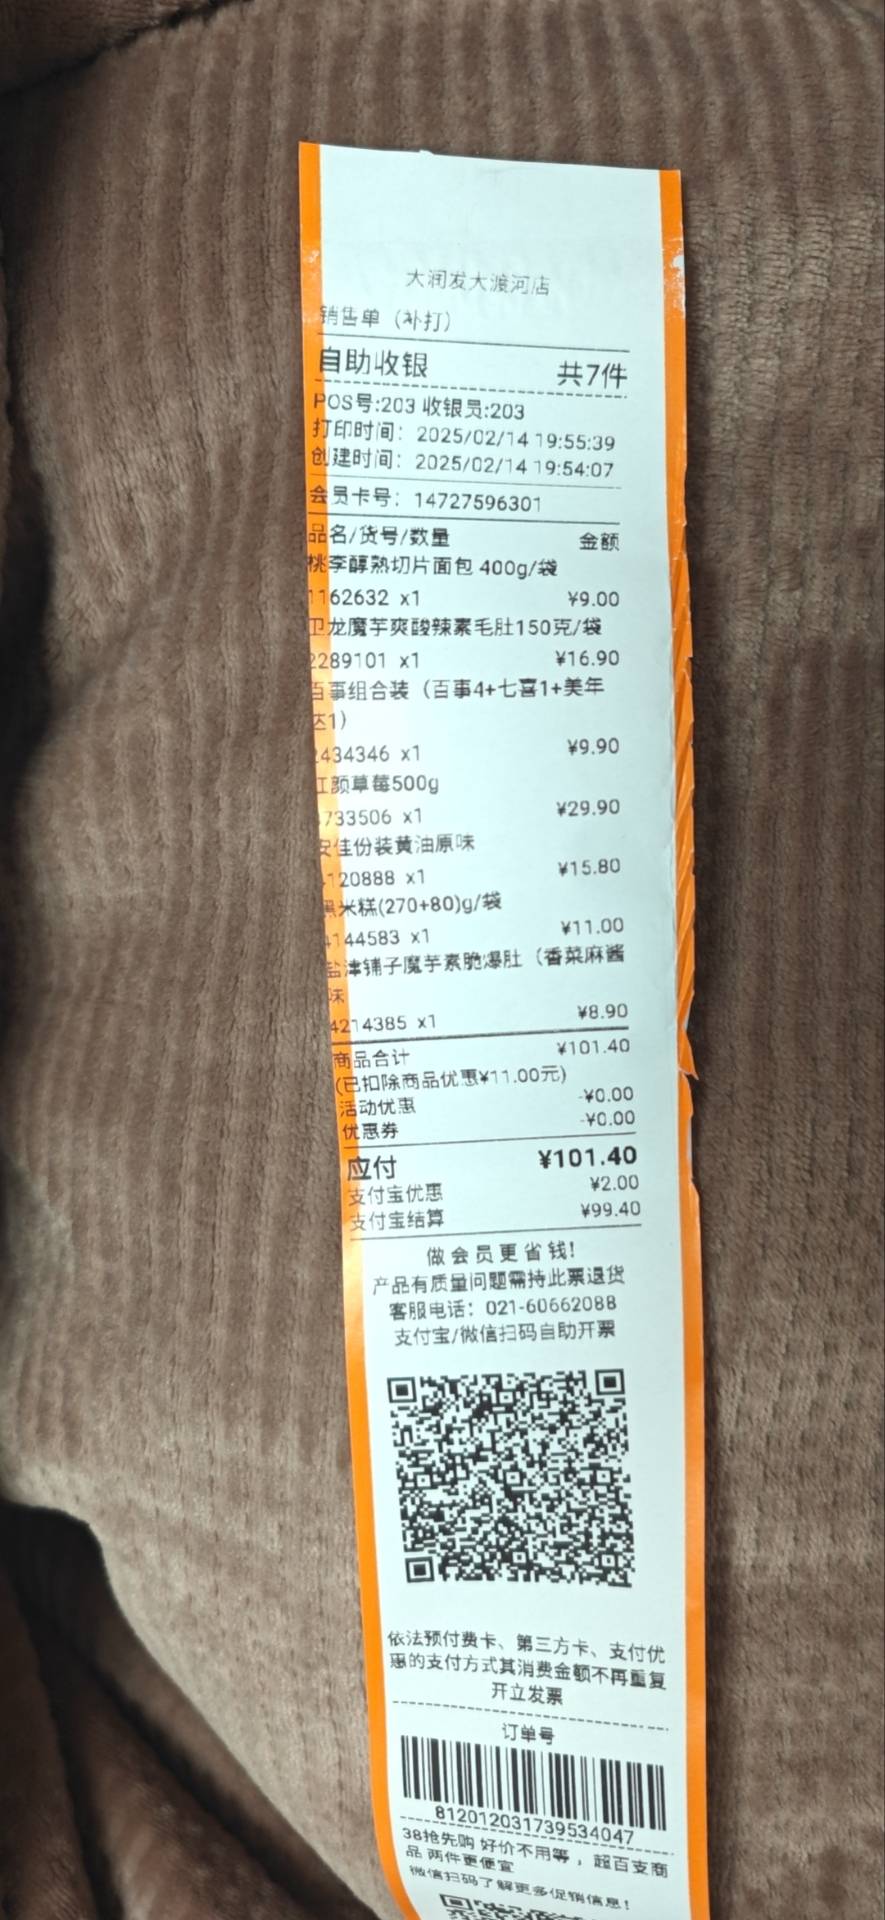 大润发大渡河店
销售单（补打）
自助收银 共7件
POS号:203 收银员:203
打印时间：2025/02/14 19:55:39
创建时间：2025/02/14 19:54:07
会员卡号：14727596301
品名/货号/数量 金额
桃李醇熟切片面包 400g/袋
1162632 x1 ¥9.00
卫龙魔芋爽酸辣素毛肚150克/袋
2289101 x1 ¥16.90
百事组合装（百事4+七喜1+美年
达1）
434346 x1 ¥9.90
红颜草莓500g
733506 x1 ¥29.90
安佳份装黄油原味
120888 x1 ¥15.80
黑米糕(270+80)g/袋
4144583 x1 ¥11.00
盐津铺子魔芋素脆爆肚（香菜麻酱
味
4214385 x1 ¥8.90
商品合计 ¥101.40
(已扣除商品优惠¥11.00元)
活动优惠 -¥0.00
优惠券 -¥0.00
应付 ¥101.40
支付宝优惠 ¥2.00
支付宝结算 ¥99.40
做会员更省钱!
产品有质量问题需持此票退货
客服电话：021-60662088
支付宝/微信扫码自助开票
依法预付费卡、第三方卡、支付优
惠的支付方式其消费金额不再重复
开立发票
订单号
812012031739534047
38抢先购 好价不用等，超百支商
品 两件更便宜
微信扫码了解更多促销信息!